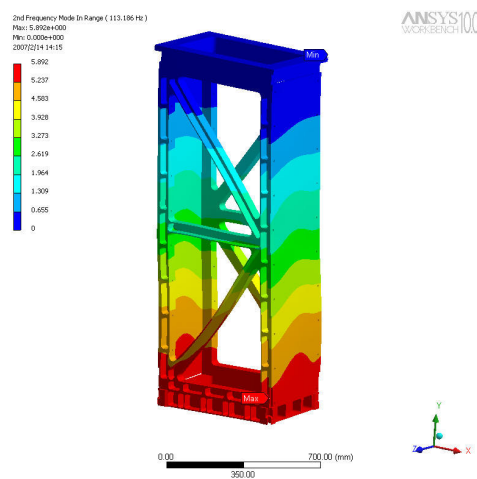 2nd Frequency Mode In Range ( 113.186 Hz )
Max: 5.892e+000
Min: 0.000e+000
2007/2/14 14:15
ANSYS 10.0
WORKBENCH
5.892
5.237
4.583
3.928
3.273
2.619
1.964
1.309
0.655
0
Min
Max
0.00
700.00 (mm)
350.00
Y
Z
X